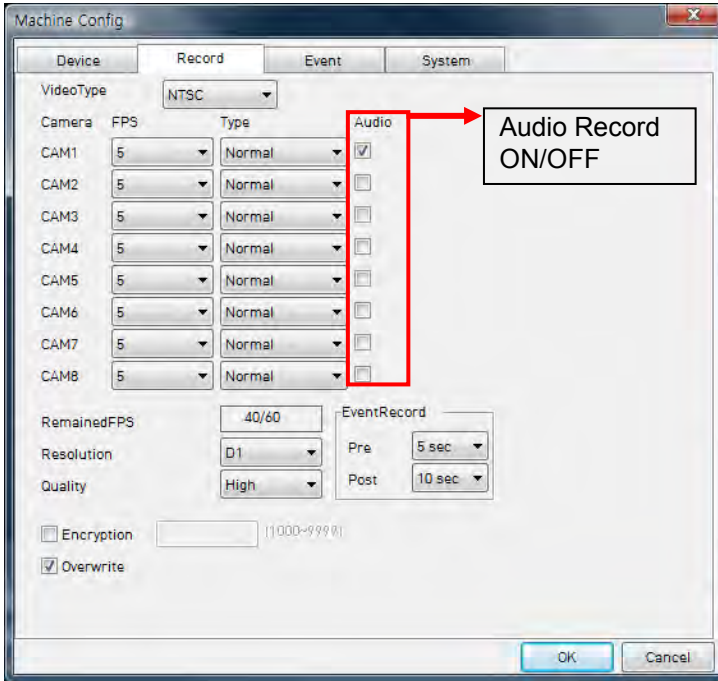 Machine Config
Device Record Event System
VideoType NTSC
Camera FPS Type Audio
Audio Record
ON/OFF
CAM1 5 Normal
CAM2 5 Normal
CAM3 5 Normal
CAM4 5 Normal
CAM5 5 Normal
CAM6 5 Normal
CAM7 5 Normal
CAM8 5 Normal
RemainedFPS 40/60
EventRecord
Resolution D1
Pre 5 sec
Quality High
Post 10 sec
Encryption (1000~9999)
Overwrite
OK Cancel